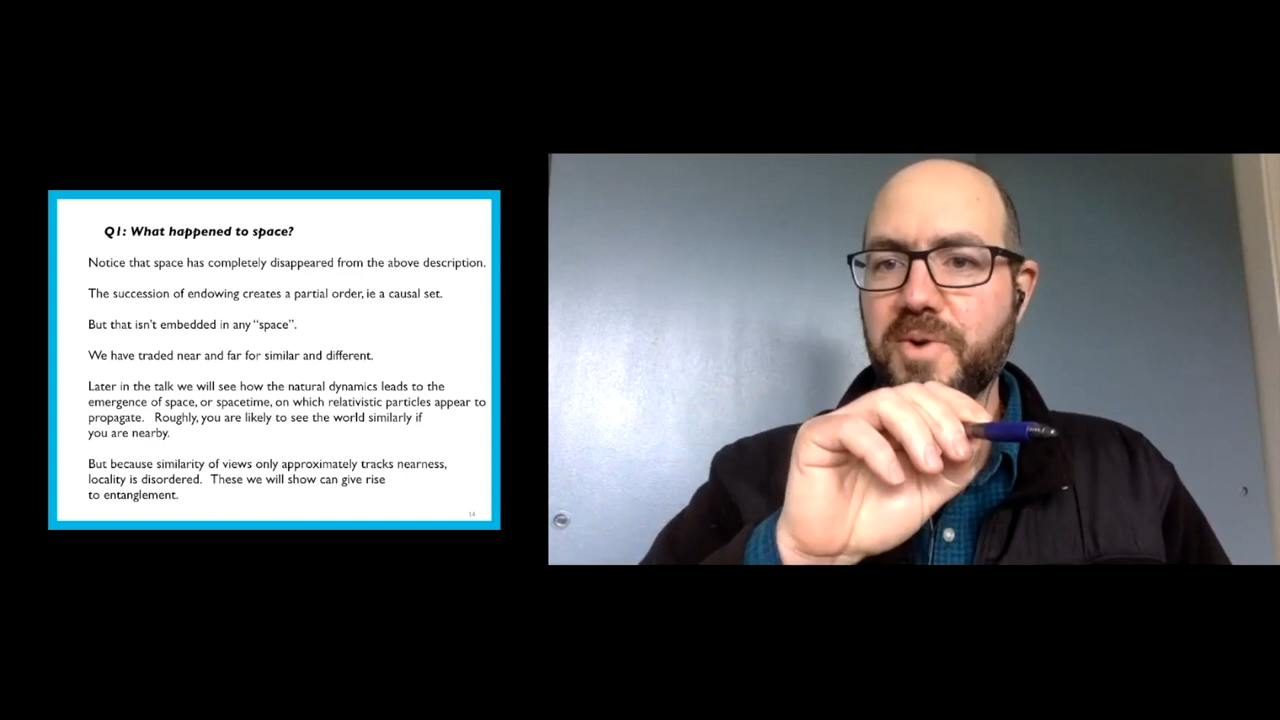 Q1: What happened to space?
Notice that space has completely disappeared from the above description.
The succession of endowing creates a partial order, ie a causal set.
But that isn't embedded in any "space".
We have traded near and far for similar and different.
Later in the talk we will see how the natural dynamics leads to the
emergence of space, or spacetime, on which relativistic particles appear to
propagate. Roughly, you are likely to see the world similarly if
you are nearby.
But because similarity of views only approximately tracks nearness,
locality is disordered. These we will show can give rise
to entanglement.
14